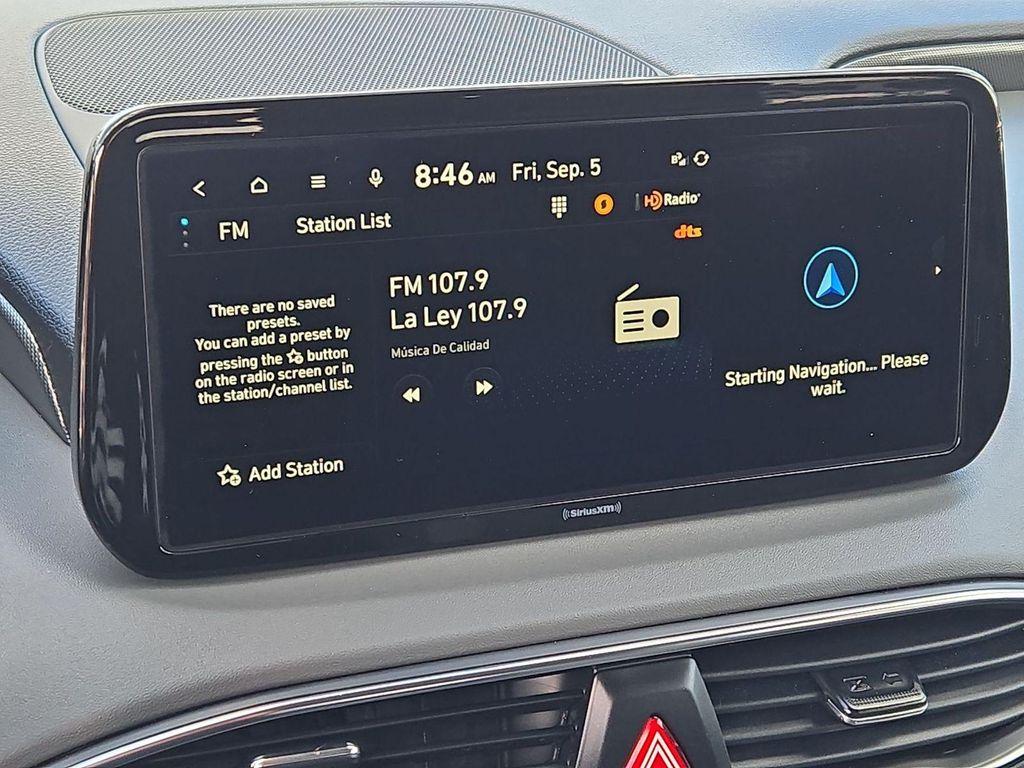 8:46 AM Fri, Sep. 5
FM Station List HD Radio
dts
There are no saved
presets.
You can add a preset by
pressing the button
on the radio screen or in
the station/channel list.
Add Station
FM 107.9
La Ley 107.9
Música De Calidad
Starting Navigation... Please
wait.
SiriusXM